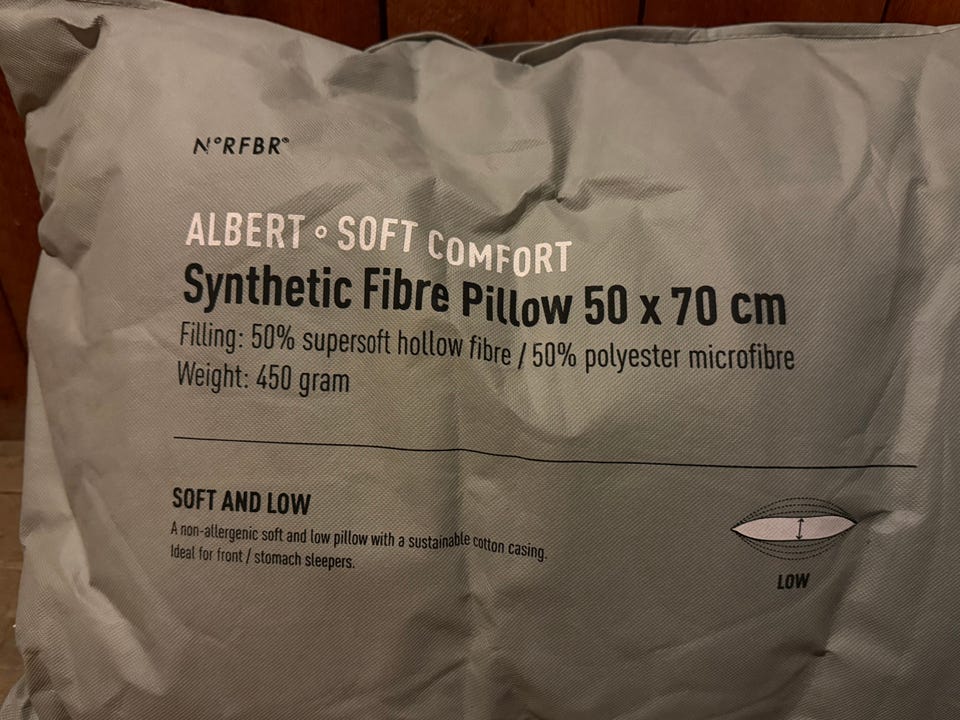 N°RFBR®
ALBERT ∘ SOFT COMFORT
Synthetic Fibre Pillow 50 x 70 cm
Filling: 50% supersoft hollow fibre / 50% polyester microfibre
Weight: 450 gram
SOFT AND LOW
A non-allergenic soft and low pillow with a sustainable cotton casing.
Ideal for front / stomach sleepers.
LOW